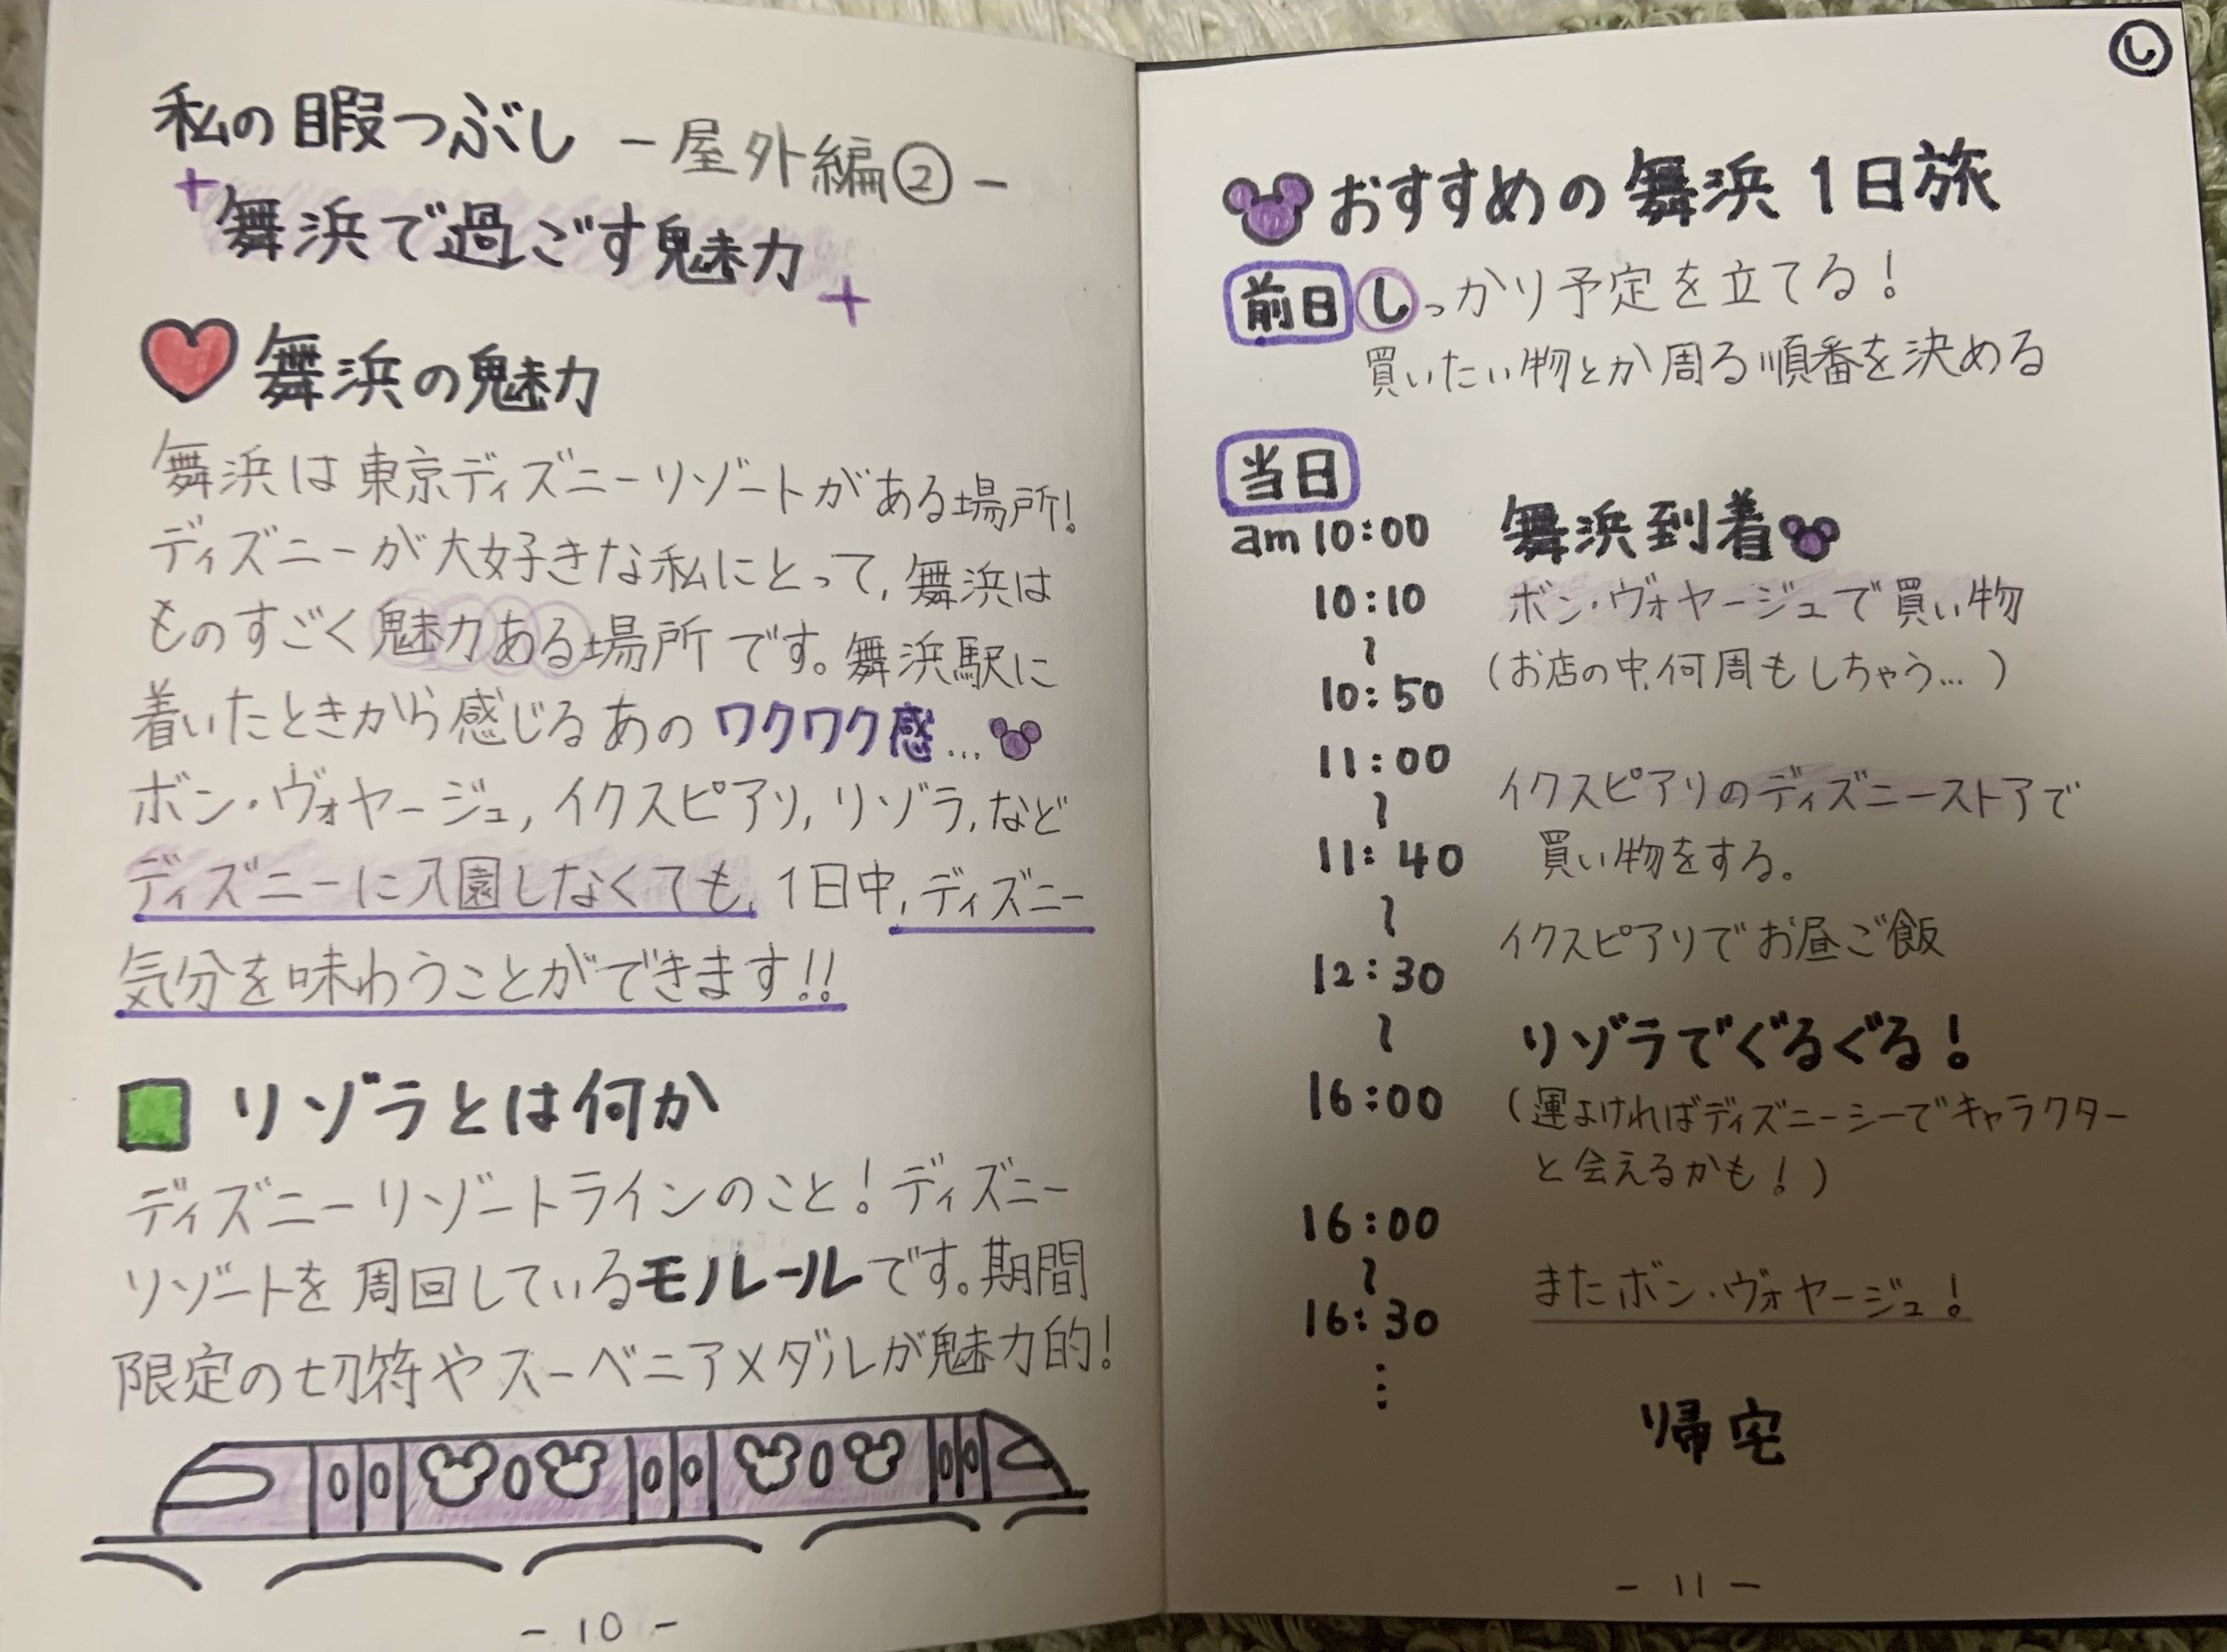 私の暇つぶし -屋外編②-
舞浜で過ごす魅力
舞浜の魅力
舞浜は東京ディズニーリゾートがある場所!
ディズニーが大好きな私にとって,舞浜は
ものすごく魅力ある場所です。舞浜駅に
着いたときから感じるあのワクワク感…
ボン・ヴォヤージュ,イクスピアリ,リゾラ,など
ディズニーに入園しなくても,1日中,ディズニー
気分を味わうことができます!!
リゾラとは何か
ディズニーリゾートラインのこと!ディズニー
リゾートを周回しているモノレールです。期間
限定の切符やスーベニアメダルが魅力的!
- 10 -
し
おすすめの舞浜1日旅
前日 しっかり予定を立てる!
買いたい物とか周る順番を決める
当日
am 10:00 舞浜到着
10:10 ボン・ヴォヤージュで買い物
〜 (お店の中,何周もしちゃう…)
10:50
11:00 イクスピアリのディズニーストアで
〜
11:40 買い物をする。
〜 イクスピアリでお昼ご飯
12:30
〜 リゾラでぐるぐる!
16:00 (運よければディズニーシーでキャラクター
と会えるかも!)
16:00
〜 またボン・ヴォヤージュ!
16:30
⋮
帰宅
- 11 -